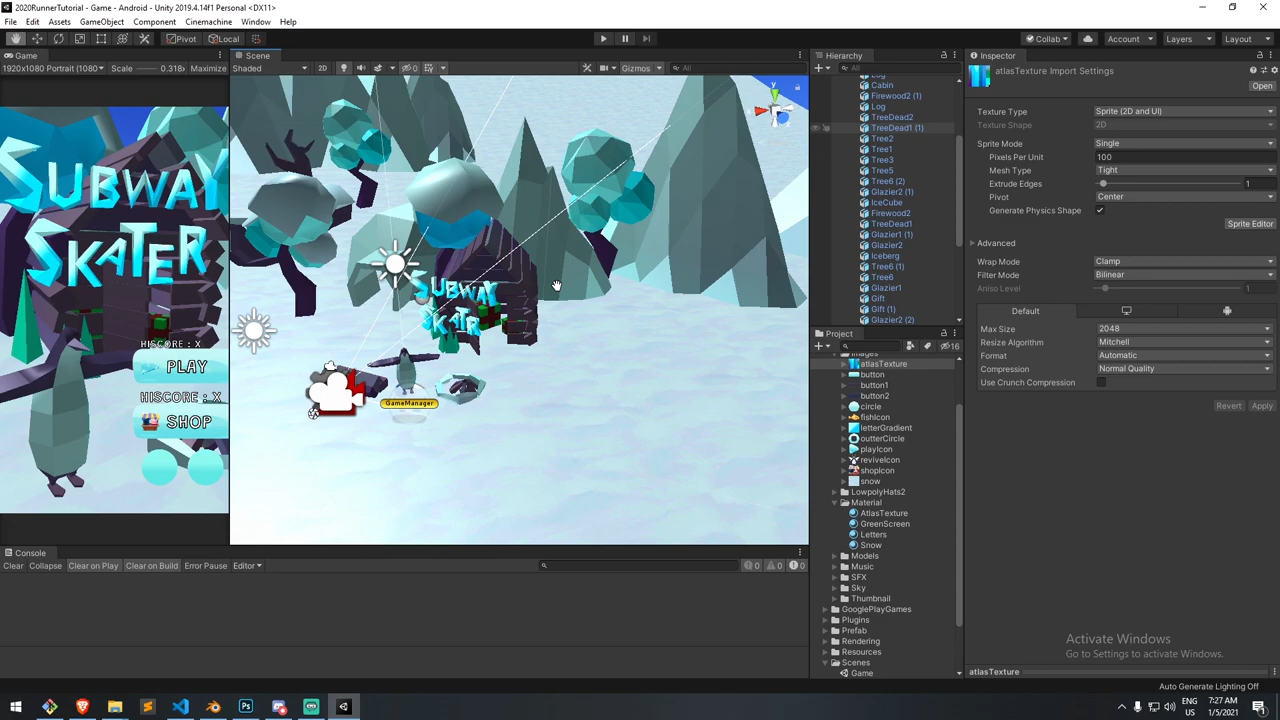 2020RunnerTutorial - Game - Android - Unity 2019.4.14f1 Personal <DX11>
File Edit Assets GameObject Component Cinemachine Window Help
Pivot Local Collab Account Layers Layout
Game
1920x1080 Portrait (1080 Scale 0.318 Maximize
SUBWAY
SKATER
HISCORE : X
PLAY
HISCORE : X
SHOP
Scene
Shaded 2D 0 Gizmos All
y
SUBWAY
SKATR
GameManager
Console
Clear Collapse Clear on Play Clear on Build Error Pause Editor 0 0 0
Hierarchy
All
Log
Cabin
Firewood2 (1)
Log
TreeDead2
TreeDead1 (1)
Tree2
Tree1
Tree3
Tree5
Tree6 (2)
Glazier2 (1)
IceCube
Firewood2
TreeDead1
Glazier1 (1)
Glazier2
Iceberg
Tree6 (1)
Tree6
Glazier1
Gift
Gift (1)
Glazier2 (2)
Project
16
Images
atlasTexture
button
button1
button2
circle
fishIcon
letterGradient
outterCircle
playIcon
reviveIcon
shopIcon
snow
LowpolyHats2
Material
AtlasTexture
GreenScreen
Letters
Snow
Models
Music
SFX
Sky
Thumbnail
GooglePlayGames
Plugins
Prefab
Rendering
Resources
Scenes
Game
Inspector
atlasTexture Import Settings
Open
Texture Type Sprite (2D and UI)
Texture Shape 2D
Sprite Mode Single
Pixels Per Unit 100
Mesh Type Tight
Extrude Edges 1
Pivot Center
Generate Physics Shape
Sprite Editor
Advanced
Wrap Mode Clamp
Filter Mode Bilinear
Aniso Level 1
Default
Max Size 2048
Resize Algorithm Mitchell
Format Automatic
Compression Normal Quality
Use Crunch Compression
Revert Apply
Activate Windows
Go to Settings to activate Windows.
atlasTexture
Auto Generate Lighting Off
ENG 7:27 AM
US 1/5/2021